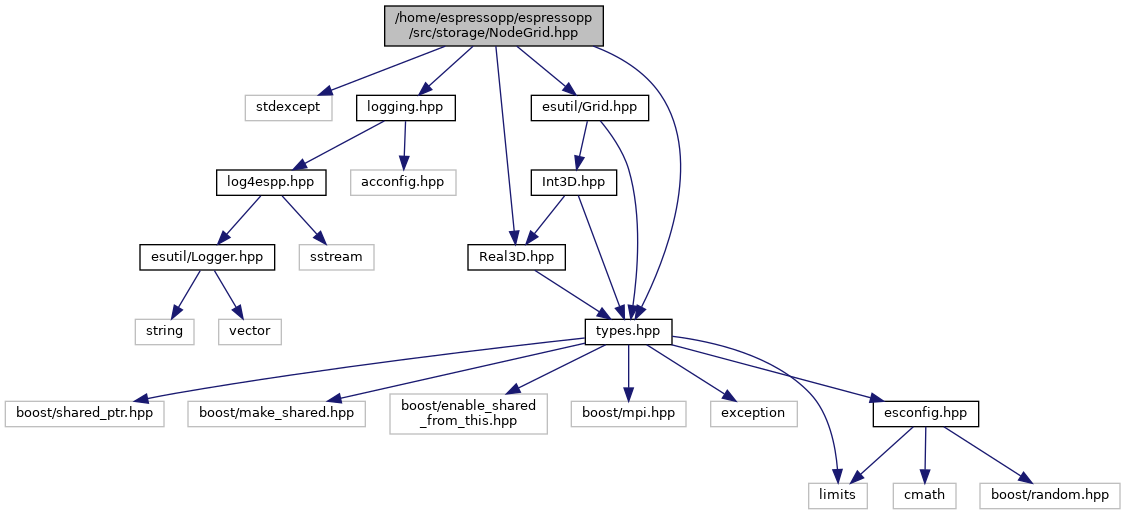 /home/espressopp/espressopp
/src/storage/NodeGrid.hpp
stdexcept
logging.hpp
esutil/Grid.hpp
log4espp.hpp
acconfig.hpp
Int3D.hpp
esutil/Logger.hpp
sstream
Real3D.hpp
string
vector
types.hpp
boost/shared_ptr.hpp
boost/make_shared.hpp
boost/enable_shared
_from_this.hpp
boost/mpi.hpp
exception
esconfig.hpp
limits
cmath
boost/random.hpp